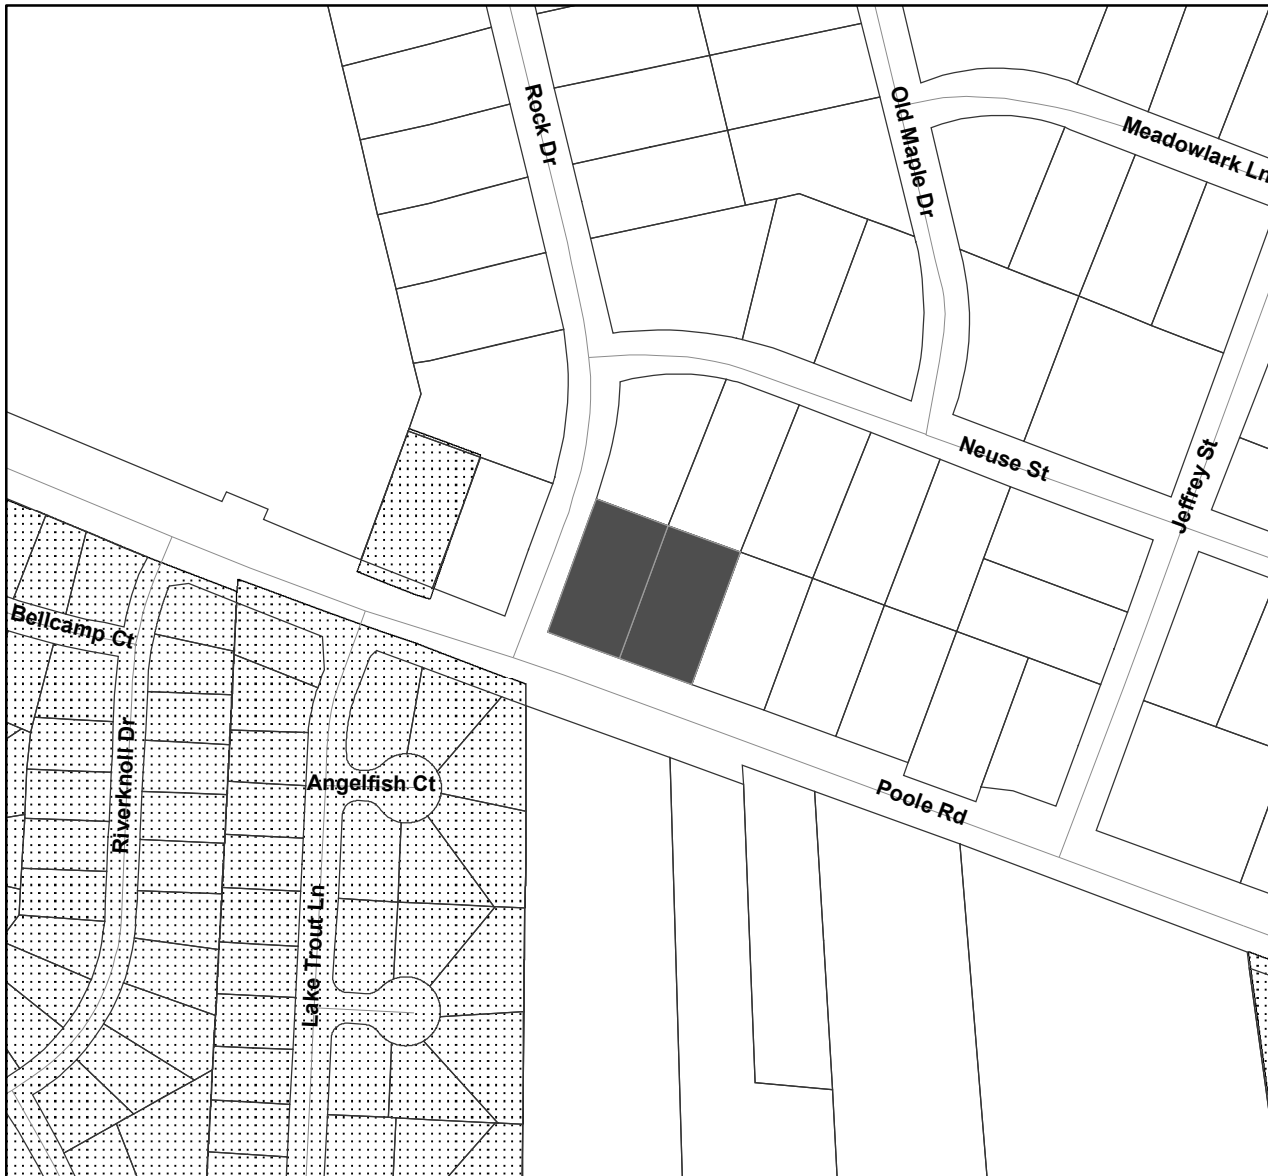 Rock Dr
Old Maple Dr
Meadowlark Ln
Neuse St
Jeffrey St
Bellcamp Ct
Riverknoll Dr
Angelfish Ct
Poole Rd
Lake Trout Ln